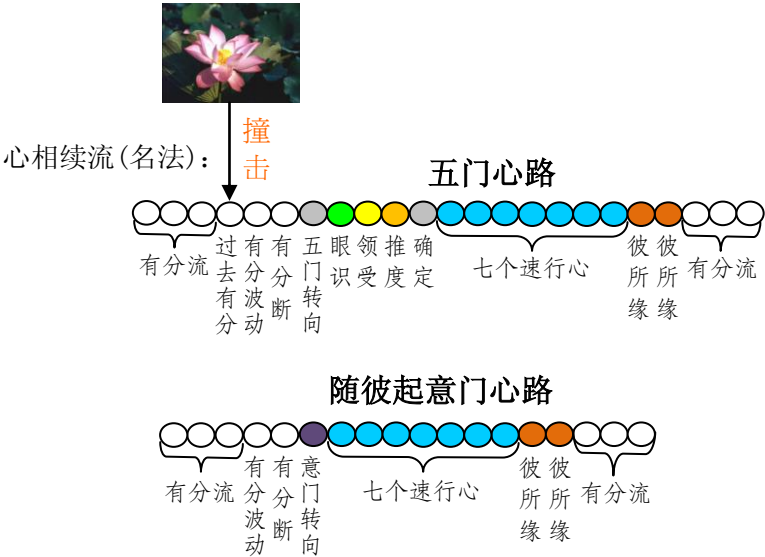 撞击
心相续流(名法):
五门心路
有分流
过去有分
有分波动
有分断
五门转向
眼识
领受
推度
确定
七个速行心
彼所缘
彼所缘
有分流
随彼起意门心路
有分流
有分波动
有分断
意门转向
七个速行心
彼所缘
彼所缘
有分流